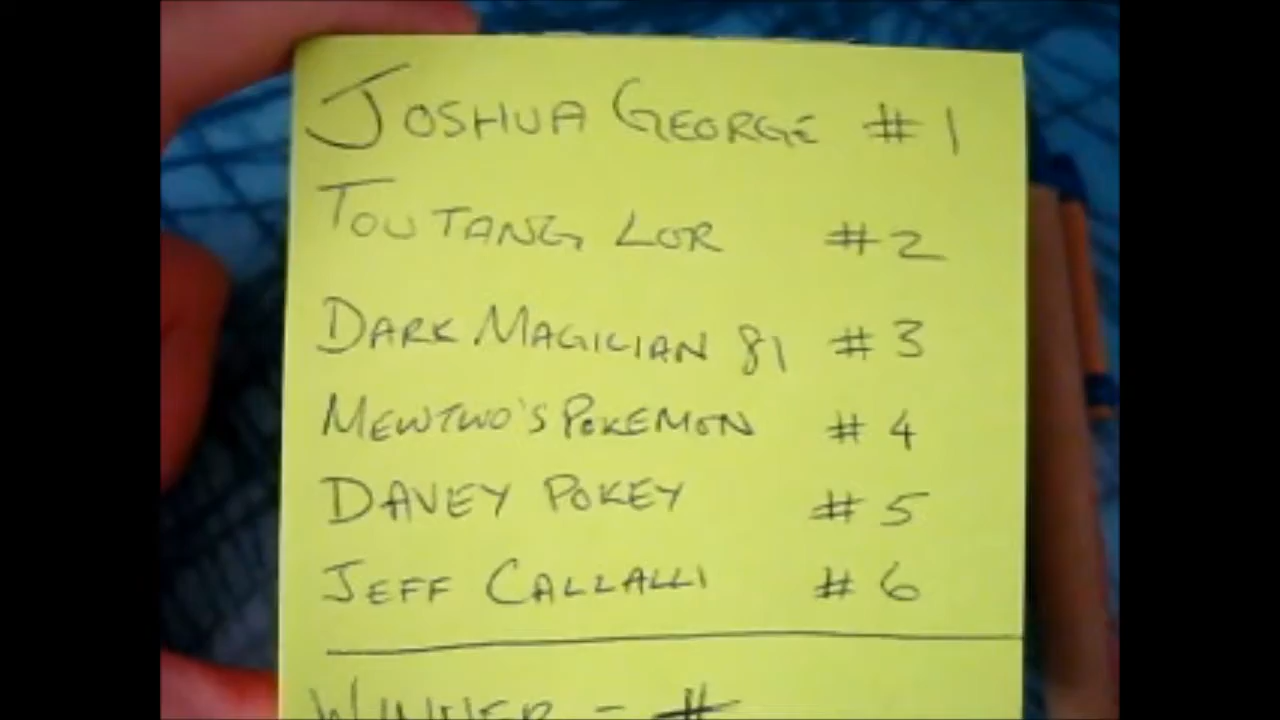 JOSHUA GEORGE #1
TOUTANG LOR #2
DARK MAGICIAN 81 #3
MEWTWO'S POKEMON #4
DAVEY POKEY #5
JEFF CALLALLI #6
WINNER - #